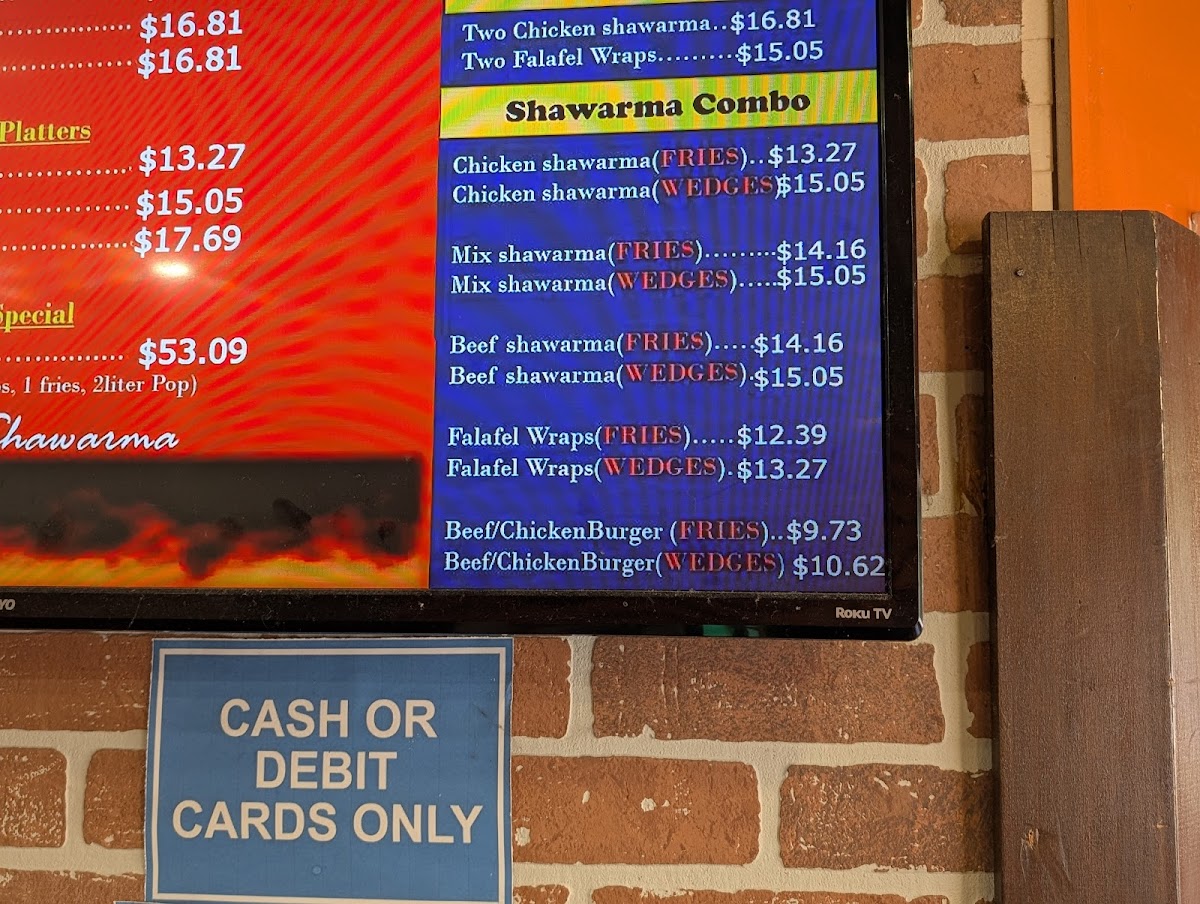 ............... $16.81
............... $16.81
Platters
............... $13.27
............... $15.05
............... $17.69
Special
............... $53.09
1 fries, 2liter Pop)
Shawarma
Two Chicken shawarma..$16.81
Two Falafel Wraps.........$15.05
Shawarma Combo
Chicken shawarma(FRIES)..$13.27
Chicken shawarma(WEDGES)$15.05
Mix shawarma(FRIES).........$14.16
Mix shawarma(WEDGES).....$15.05
Beef shawarma(FRIES).....$14.16
Beef shawarma(WEDGES).$15.05
Falafel Wraps(FRIES).....$12.39
Falafel Wraps(WEDGES).$13.27
Beef/ChickenBurger (FRIES)..$9.73
Beef/ChickenBurger(WEDGES) $10.62
Roku TV
CASH OR
DEBIT
CARDS ONLY